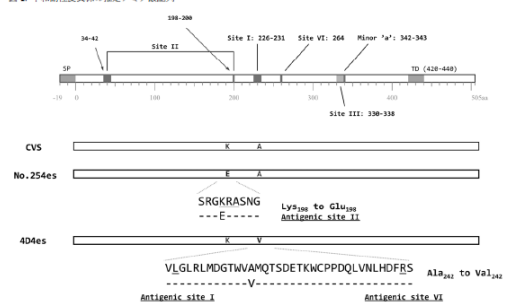 198-200
Site I: 226-231
Site VI: 264
Minor 'a': 342-343
34-42
Site II
SP
TD (420-440)
-19
0
100
200
300
400
505aa
Site III: 330-338
CVS
K
A
No.254es
E
A
SRGKRASNG
---E-----
Lys198 to Glu198
Antigenic site II
4D4es
K
V
VLGLRLMDGTWVAMQTSDETKWCPPDQLVNLHDFRS
V
Ala242 to Val242
Antigenic site I
Antigenic site VI